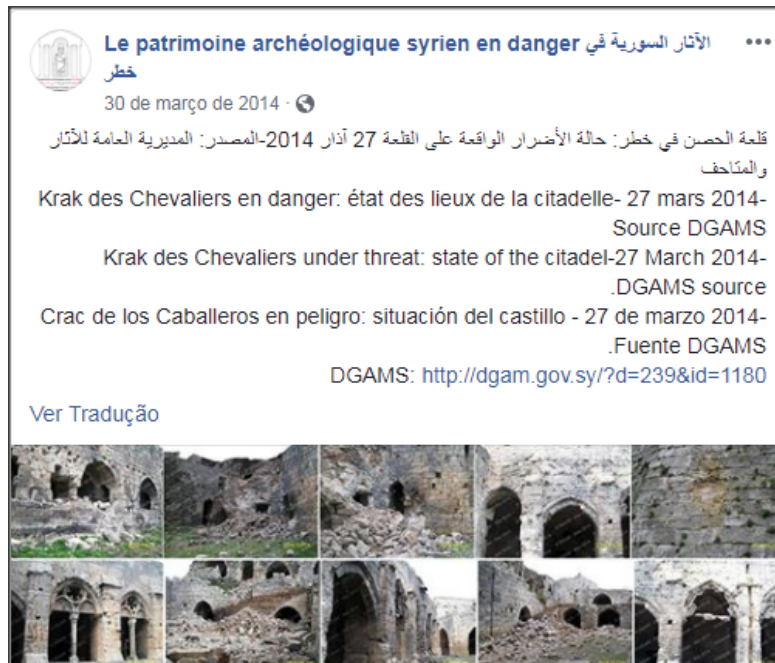 Le patrimoine archéologique syrien en danger الآثار السورية في
خطر
30 de março de 2014 ·
قلعة الحصن في خطر: حالة الأضرار الواقعة على القلعة 27 آذار 2014-المصدر: المديرية العامة للآثار
والمتاحف
Krak des Chevaliers en danger: état des lieux de la citadelle- 27 mars 2014-
Source DGAMS
Krak des Chevaliers under threat: state of the citadel-27 March 2014-
.DGAMS source
Crac de los Caballeros en peligro: situación del castillo - 27 de marzo 2014-
.Fuente DGAMS
DGAMS: http://dgam.gov.sy/?d=239&id=1180
Ver Tradução